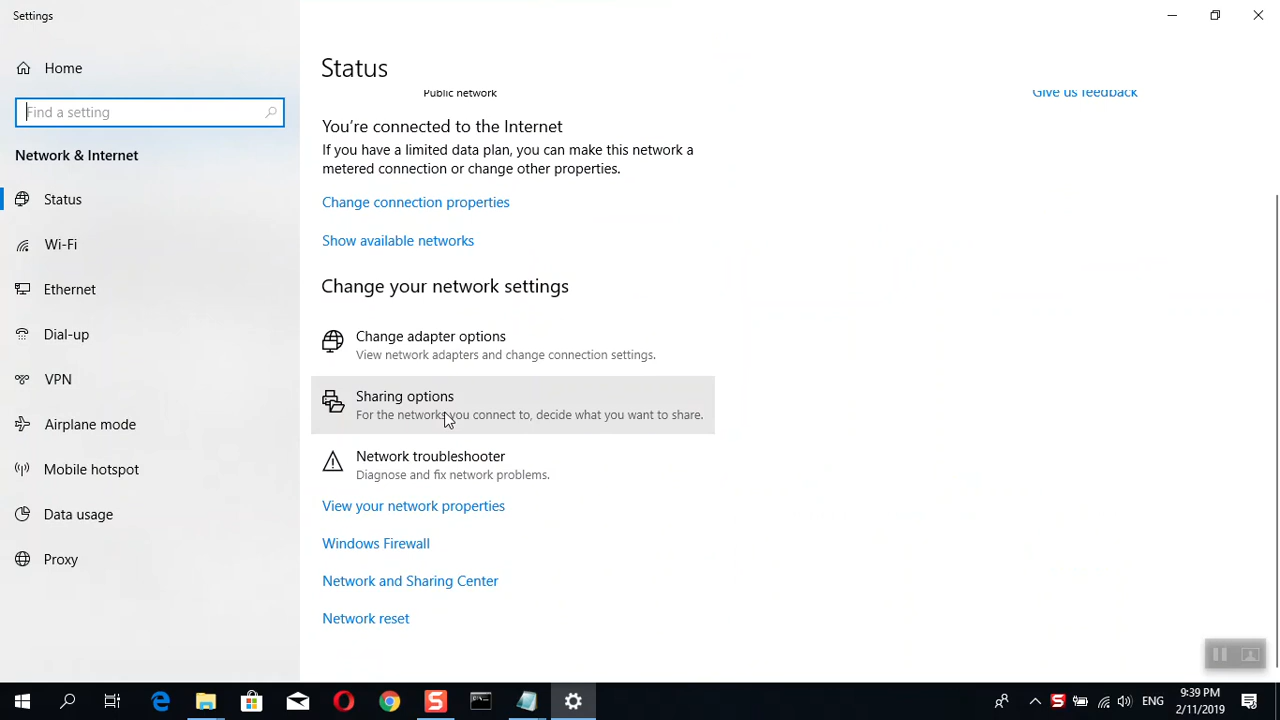 Settings
Home
Find a setting
Network & Internet
Status
Wi-Fi
Ethernet
Dial-up
VPN
Airplane mode
Mobile hotspot
Data usage
Proxy
Status
Public network
Give us feedback
You're connected to the Internet
If you have a limited data plan, you can make this network a
metered connection or change other properties.
Change connection properties
Show available networks
Change your network settings
Change adapter options
View network adapters and change connection settings.
Sharing options
For the networks you connect to, decide what you want to share.
Network troubleshooter
Diagnose and fix network problems.
View your network properties
Windows Firewall
Network and Sharing Center
Network reset
ENG
9:39 PM
2/11/2019